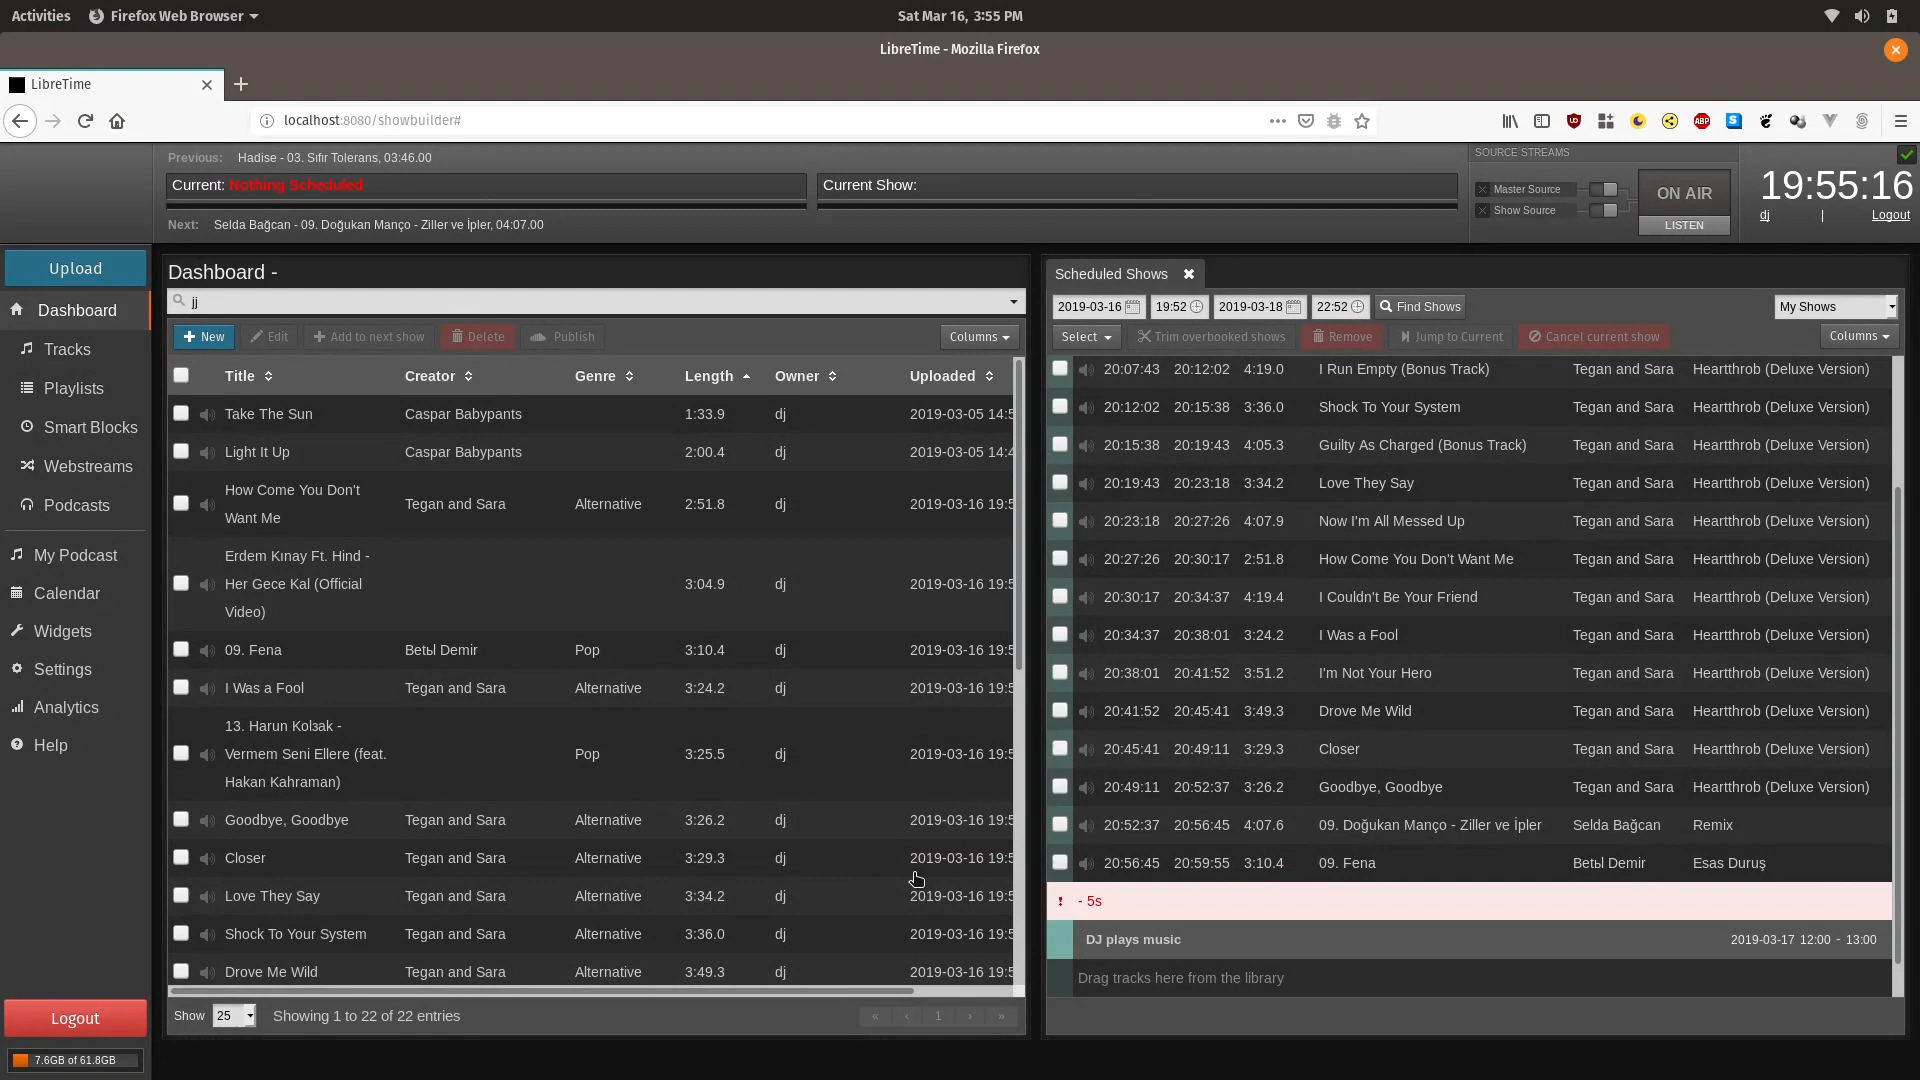 Activities Firefox Web Browser Sat Mar 16, 3:55 PM
LibreTime - Mozilla Firefox
LibreTime
localhost:8080/showbuilder#
Previous: Hadise - 03. Sıfır Tolerans, 03:46.00
Current: Nothing Scheduled
Current Show:
Next: Selda Bağcan - 09. Doğukan Manço - Ziller ve İpler, 04:07.00
SOURCE STREAMS
Master Source
Show Source
ON AIR
LISTEN
19:55:16
dj | Logout
Upload
Dashboard
Tracks
Playlists
Smart Blocks
Webstreams
Podcasts
My Podcast
Calendar
Widgets
Settings
Analytics
Help
Logout
7.6GB of 61.8GB
Dashboard -
jj
New Edit Add to next show Delete Publish Columns
Title Creator Genre Length Owner Uploaded
Take The Sun Caspar Babypants 1:33.9 dj 2019-03-05 14:5
Light It Up Caspar Babypants 2:00.4 dj 2019-03-05 14:4
How Come You Don't
Want Me Tegan and Sara Alternative 2:51.8 dj 2019-03-16 19:5
Erdem Kınay Ft. Hind -
Her Gece Kal (Official 3:04.9 dj 2019-03-16 19:5
Video)
09. Fena Betьl Demir Pop 3:10.4 dj 2019-03-16 19:5
I Was a Fool Tegan and Sara Alternative 3:24.2 dj 2019-03-16 19:5
13. Harun Kolзak -
Vermem Seni Ellere (feat. Pop 3:25.5 dj 2019-03-16 19:5
Hakan Kahraman)
Goodbye, Goodbye Tegan and Sara Alternative 3:26.2 dj 2019-03-16 19:5
Closer Tegan and Sara Alternative 3:29.3 dj 2019-03-16 19:5
Love They Say Tegan and Sara Alternative 3:34.2 dj 2019-03-16 19:5
Shock To Your System Tegan and Sara Alternative 3:36.0 dj 2019-03-16 19:5
Drove Me Wild Tegan and Sara Alternative 3:49.3 dj 2019-03-16 19:5
Show 25 Showing 1 to 22 of 22 entries « ‹ 1 › »
Scheduled Shows
2019-03-16 19:52 2019-03-18 22:52 Find Shows My Shows
Select Trim overbooked shows Remove Jump to Current Cancel current show Columns
20:07:43 20:12:02 4:19.0 I Run Empty (Bonus Track) Tegan and Sara Heartthrob (Deluxe Version)
20:12:02 20:15:38 3:36.0 Shock To Your System Tegan and Sara Heartthrob (Deluxe Version)
20:15:38 20:19:43 4:05.3 Guilty As Charged (Bonus Track) Tegan and Sara Heartthrob (Deluxe Version)
20:19:43 20:23:18 3:34.2 Love They Say Tegan and Sara Heartthrob (Deluxe Version)
20:23:18 20:27:26 4:07.9 Now I'm All Messed Up Tegan and Sara Heartthrob (Deluxe Version)
20:27:26 20:30:17 2:51.8 How Come You Don't Want Me Tegan and Sara Heartthrob (Deluxe Version)
20:30:17 20:34:37 4:19.4 I Couldn't Be Your Friend Tegan and Sara Heartthrob (Deluxe Version)
20:34:37 20:38:01 3:24.2 I Was a Fool Tegan and Sara Heartthrob (Deluxe Version)
20:38:01 20:41:52 3:51.2 I'm Not Your Hero Tegan and Sara Heartthrob (Deluxe Version)
20:41:52 20:45:41 3:49.3 Drove Me Wild Tegan and Sara Heartthrob (Deluxe Version)
20:45:41 20:49:11 3:29.3 Closer Tegan and Sara Heartthrob (Deluxe Version)
20:49:11 20:52:37 3:26.2 Goodbye, Goodbye Tegan and Sara Heartthrob (Deluxe Version)
20:52:37 20:56:45 4:07.6 09. Doğukan Manço - Ziller ve İpler Selda Bağcan Remix
20:56:45 20:59:55 3:10.4 09. Fena Betьl Demir Esas Duruş
! - 5s
DJ plays music 2019-03-17 12:00 - 13:00
Drag tracks here from the library